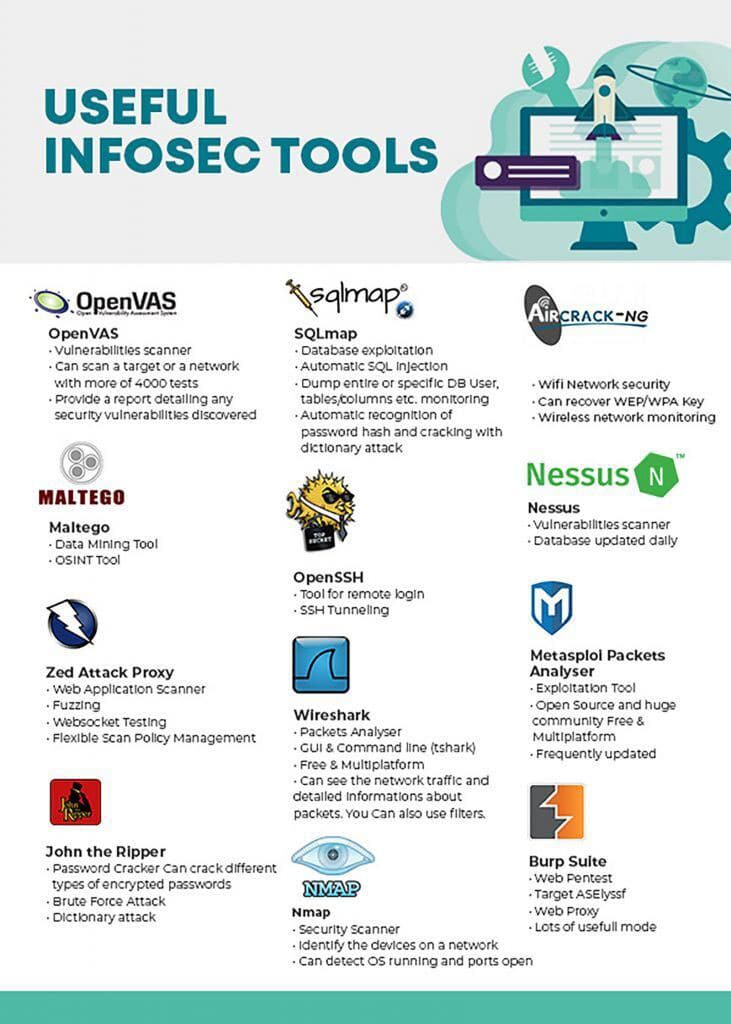 USEFUL
INFOSEC TOOLS
OpenVAS
Open Vulnerability Assessment System
OpenVAS
· Vulnerabilities scanner
· Can scan a target or a network
with more of 4000 tests
· Provide a report detailing any
security vulnerabilities discovered
MALTEGO
Maltego
· Data Mining Tool
· OSINT Tool
Zed Attack Proxy
· Web Application Scanner
· Fuzzing
· Websocket Testing
· Flexible Scan Policy Management
John the Ripper
John the Ripper
· Password Cracker Can crack different
types of encrypted passwords
· Brute Force Attack
· Dictionary attack
sqlmap®
SQLmap
· Database exploitation
· Automatic SQL Injection
· Dump entire or specific DB User,
tables/columns etc. monitoring
· Automatic recognition of
password hash and cracking with
dictionary attack
TOP
SECRET
OpenSSH
· Tool for remote login
· SSH Tunneling
Wireshark
· Packets Analyser
· GUI & Command line (tshark)
· Free & Multiplatform
· Can see the network traffic and
detailed informations about
packets. You Can also use filters.
NMAP
Nmap
· Security Scanner
· Identify the devices on a network
· Can detect OS running and ports open
AIRCRACK-NG
· Wifi Network security
· Can recover WEP/WPA Key
· Wireless network monitoring
Nessus N™
Nessus
· Vulnerabilities scanner
· Database updated daily
M
Metasploi Packets
Analyser
· Exploitation Tool
· Open Source and huge
community Free &
Multiplatform
· Frequently updated
Burp Suite
· Web Pentest
· Target ASElyssf
· Web Proxy
· Lots of usefull mode